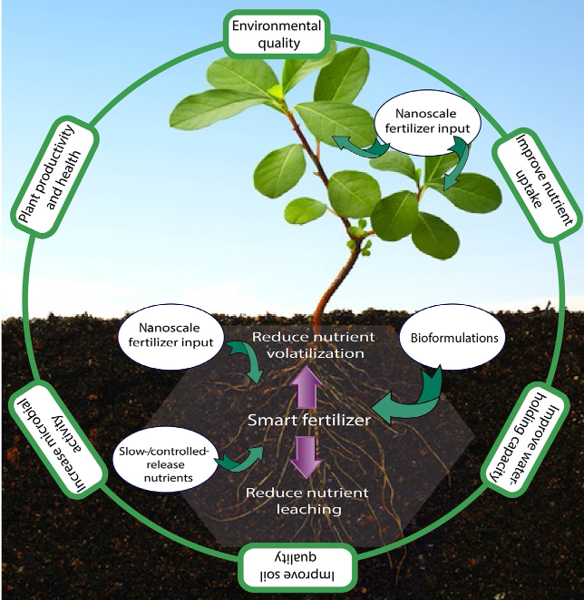 Environmental
quality
Nanoscale
fertilizer input
Plant productivity
and health
Improve nutrient
uptake
Nanoscale
fertilizer input
Reduce nutrient
volatilization
Bioformulations
Increase microbial
activity
Smart fertilizer
Improve water-
holding capacity
Slow-/controlled-
release
nutrients
Reduce nutrient
leaching
Improve soil
quality